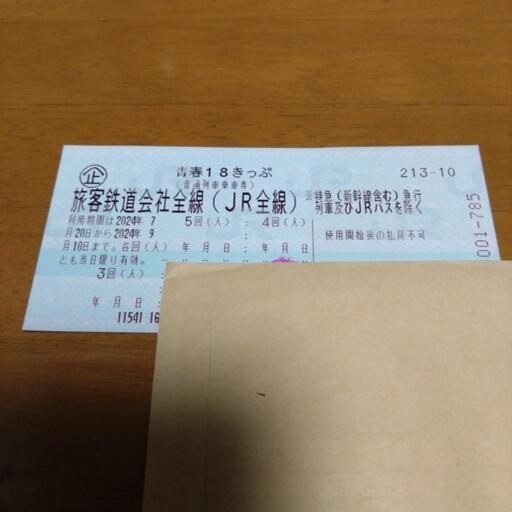 企
青春18きっぷ
213-10
(普通列車乗車券)
旅客鉄道会社全線(JR全線)
※特急(新幹線含む)急行
列車及びJRバスを除く
利用期間は2024年 7
月20日から2024年 9
月10日まで。各回(人)
とも当日限り有効。
5回(人) :
4回(人) :
年 月 日
年 月 日
使用開始後の払戻不可
3回(人) :
年 月 日
001-785